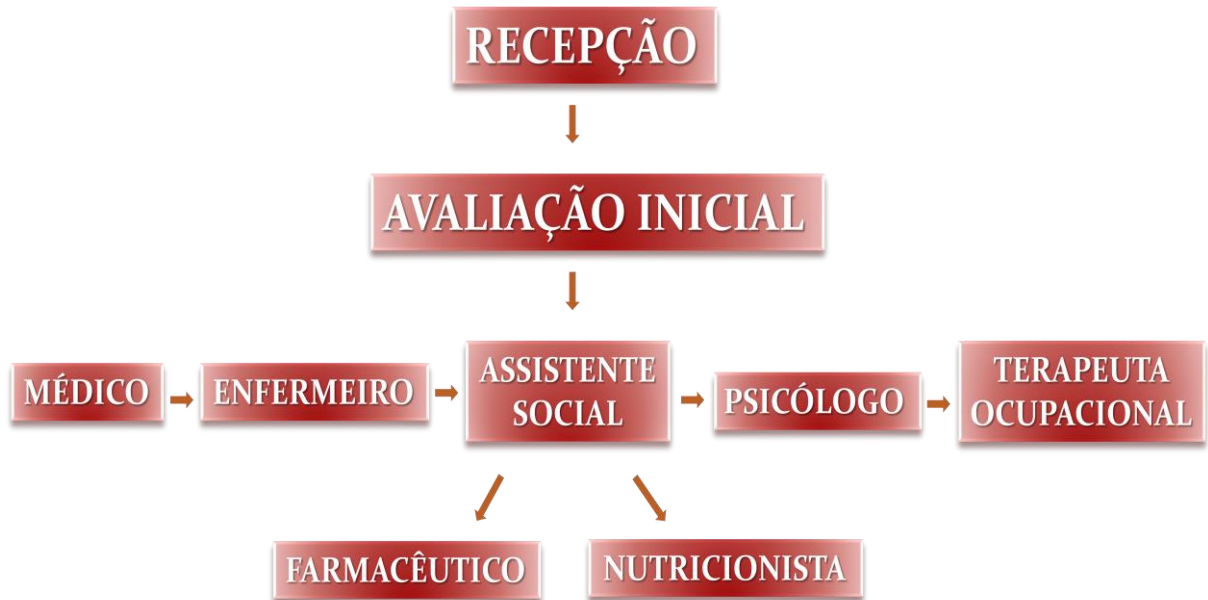 RECEPÇÃO
AVALIAÇÃO INICIAL
MÉDICO
ENFERMEIRO
ASSISTENTE
SOCIAL
PSICÓLOGO
TERAPEUTA
OCUPACIONAL
FARMACÊUTICO
NUTRICIONISTA